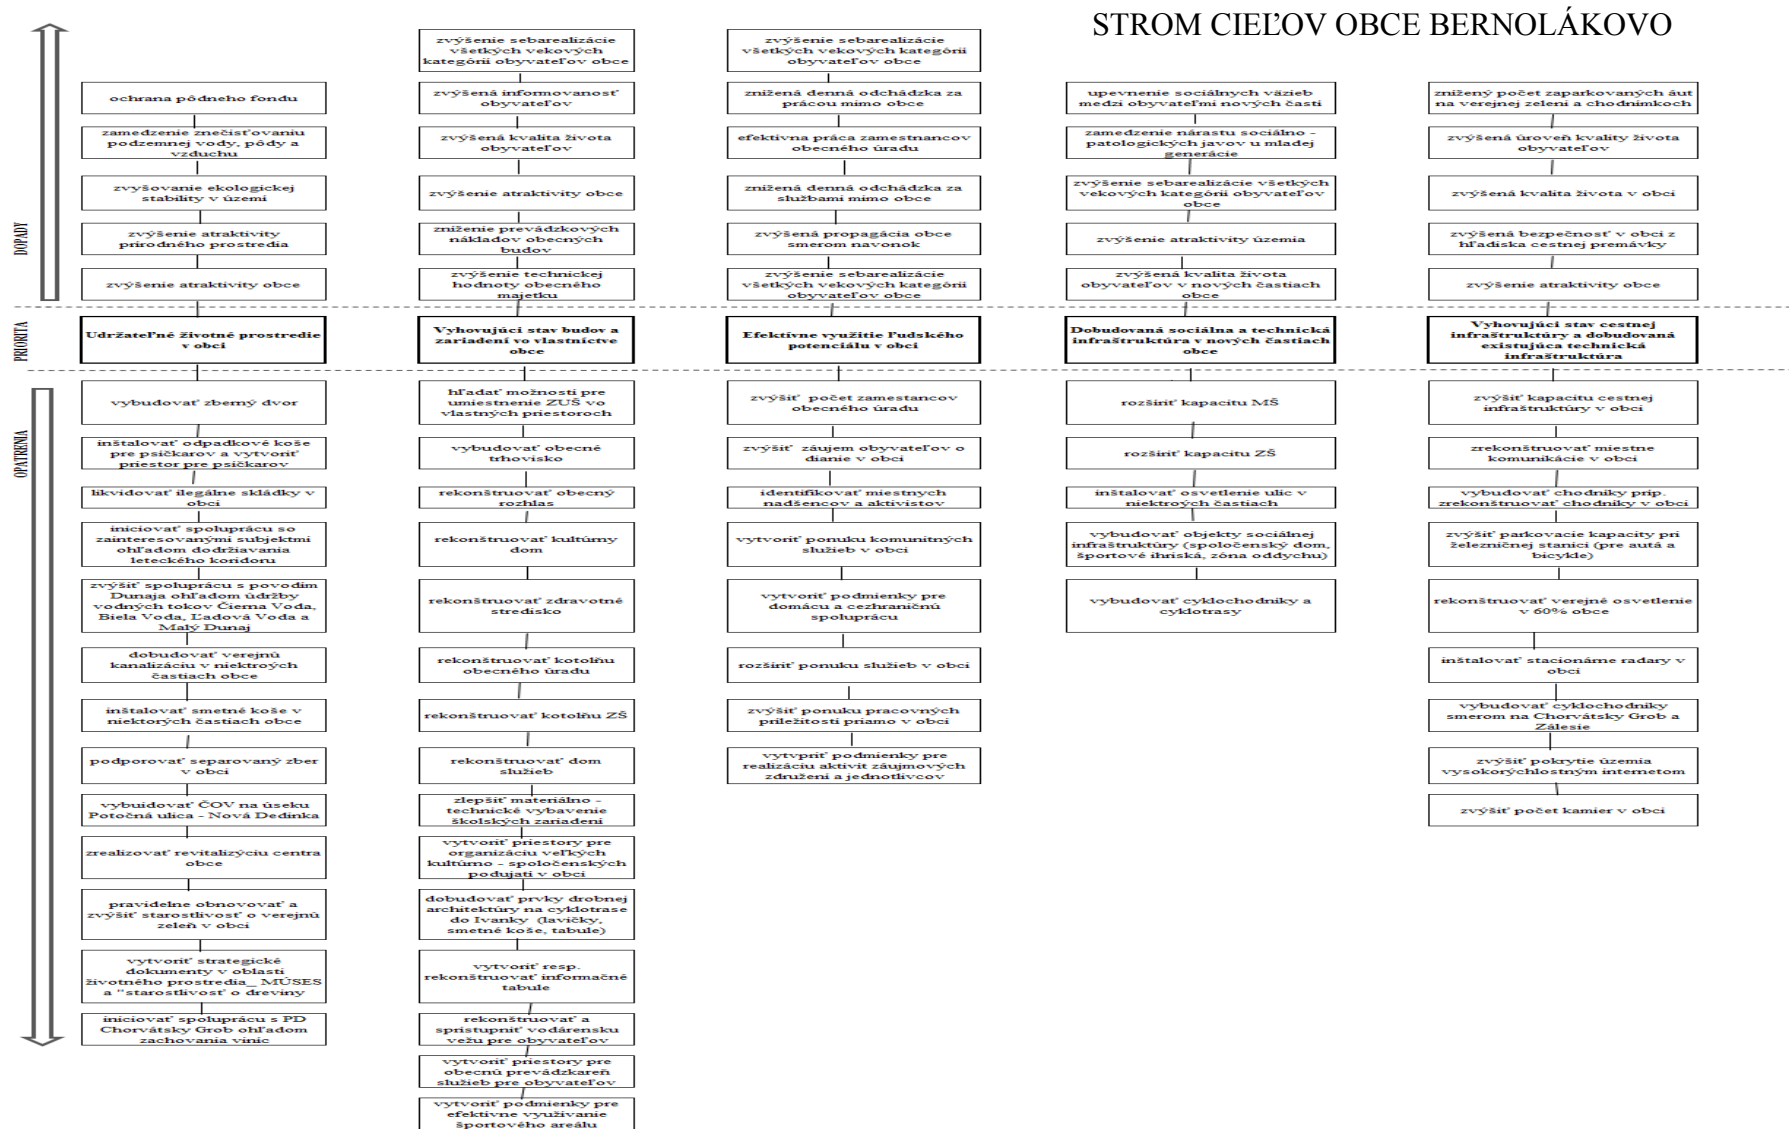 STROM CIEĽOV OBCE BERNOLÁKOVO
DOPADY
PRIORITA
OPATRENIA
ochrana pôdneho fondu
zamedzenie znečisťovaniu
podzemnej vody, pôdy a
vzduchu
zvyšovanie ekologickej
stability v území
zvýšenie atraktivity
prírodného prostredia
zvýšenie atraktivity obce
Udržateľné životné prostredie
v obci
vybudovať zberný dvor
inštalovať odpadkové koše
pre psíčkarov a vytvoriť
priestor pre psíčkarov
likvidovať ilegálne skládky v
obci
iniciovať spoluprácu so
zainteresovanými subjektmi
ohľadom dodržiavania
leteckého koridoru
zvýšiť spoluprácu s povodím
Dunaja ohľadom údržby
vodných tokov Čierna Voda,
Biela Voda, Ľadová Voda a
Malý Dunaj
dobudovať verejnú
kanalizáciu v niektroých
častiach obce
inštalovať smetné koše v
niektorých častiach obce
podporovať separovaný zber
v obci
vybuidovať ČOV na úseku
Potočná ulica - Nová Dedinka
zrealizovať revitalizýciu centra
obce
pravidelne obnovovať a
zvýšiť starostlivosť o verejnú
zeleň v obci
vytvoriť strategické
dokumenty v oblasti
životného prostredia_ MÚSES
a "starostlivosť o dreviny
iniciovať spoluprácu s PD
Chorvátsky Grob ohľadom
zachovania viníc
zvýšenie sebarealizácie
všetkých vekových
kategórií obyvateľov obce
zvýšená informovanosť
obyvateľov
zvýšená kvalita života
obyvateľov
zvýšenie atraktivity obce
zníženie prevádzkových
nákladov obecných
budov
zvýšenie technickej
hodnoty obecného
majetku
Vyhovujúci stav budov a
zariadení vo vlastníctve
obce
hľadať možnosti pre
umiestnenie ZUŠ vo
vlastných priestoroch
vybudovať obecné
trhovisko
rekonštruovať obecný
rozhlas
rekonštruovať kultúrny
dom
rekonštruovať zdravotné
stredisko
rekonštruovať kotolňu
obecného úradu
rekonštruovať kotolňu ZŠ
rekonštruovať dom
služieb
zlepšiť materiálno -
technické vybavenie
školských zariadení
vytvoriť priestory pre
organizáciu veľkých
kultúrno - spoločenských
podujatí v obci
dobudovať prvky drobnej
architektúry na cyklotrase
do Ivanky (lavičky,
smetné koše, tabule)
vytvoriť resp.
rekonštruovať informačné
tabule
rekonštruovať a
sprístupniť vodárensku
vežu pre obyvateľov
vytvoriť priestory pre
obecnú prevádzkareň
služieb pre obyvateľov
vytvoriť podmienky pre
efektívne využívanie
športového areálu
zvýšenie sebarealizácie
všetkých vekových kategórií
obyvateľov obce
znížená denná odchádzka za
prácou mimo obce
efektívna práca zamestnancov
obecného úradu
znížená denná odchádzka za
službami mimo obce
zvýšená propagácia obce
smerom navonok
zvýšenie sebarealizácie
všetkých vekových kategórií
obyvateľov obce
Efektívne využitie ľudského
potenciálu v obci
zvýšiť počet zamestancov
obecného úradu
zvýšiť záujem obyvateľov o
dianie v obci
identifikovať miestnych
nadšencov a aktivistov
vytvoriť ponuku komunitných
služieb v obci
vytvoriť podmienky pre
domácu a cezhraničnú
spoluprácu
rozšíriť ponuku služieb v obci
zvýšiť ponuku pracovných
príležitostí priamo v obci
vytvpriť podmienky pre
realizáciu aktivít záujmových
združení a jednotlivcov
upevnenie sociálnych väzieb
medzi obyvateľmi nových častí
zamedzenie nárastu sociálno -
patologických javov u mladej
generácie
zvýšenie sebarealizácie všetkých
vekových kategórií obyvateľov
obce
zvýšenie atraktivity územia
zvýšená kvalita života
obyvateľov v nových častiach
obce
Dobudovaná sociálna a technická
infraštruktúra v nových častiach
obce
rozšíriť kapacitu MŠ
rozšíriť kapacitu ZŠ
inštalovať osvetlenie ulíc v
niektroých častiach
vybudovať objekty sociálnej
infraštruktúry (spoločenský dom,
športové ihriská, zóna oddychu)
vybudovať cyklochodníky a
cyklotrasy
znížený počet zaparkovaných áut
na verejnej zeleni a chodníkoch
zvýšená úroveň kvality života
obyvateľov
zvýšená kvalita života v obci
zvýšená bezpečnosť v obci z
hľadiska cestnej premávky
zvýšenie atraktivity obce
Vyhovujúci stav cestnej
infraštruktúry a dobudovaná
existujúca technická
infraštruktúra
zvýšiť kapacitu cestnej
infraštruktúry v obci
zrekonštruovať miestne
komunikácie v obci
vybudovať chodníky príp.
zrekonštruovať chodníky v obci
zvýšiť parkovacie kapacity pri
železničnej stanici (pre autá a
bicykle)
rekonštruovať verejné osvetlenie
v 60% obce
inštalovať stacionárne radary v
obci
vybudovať cyklochodníky
smerom na Chorvátsky Grob a
Zálesie
zvýšiť pokrytie územia
vysokorýchlostným internetom
zvýšiť počet kamier v obci